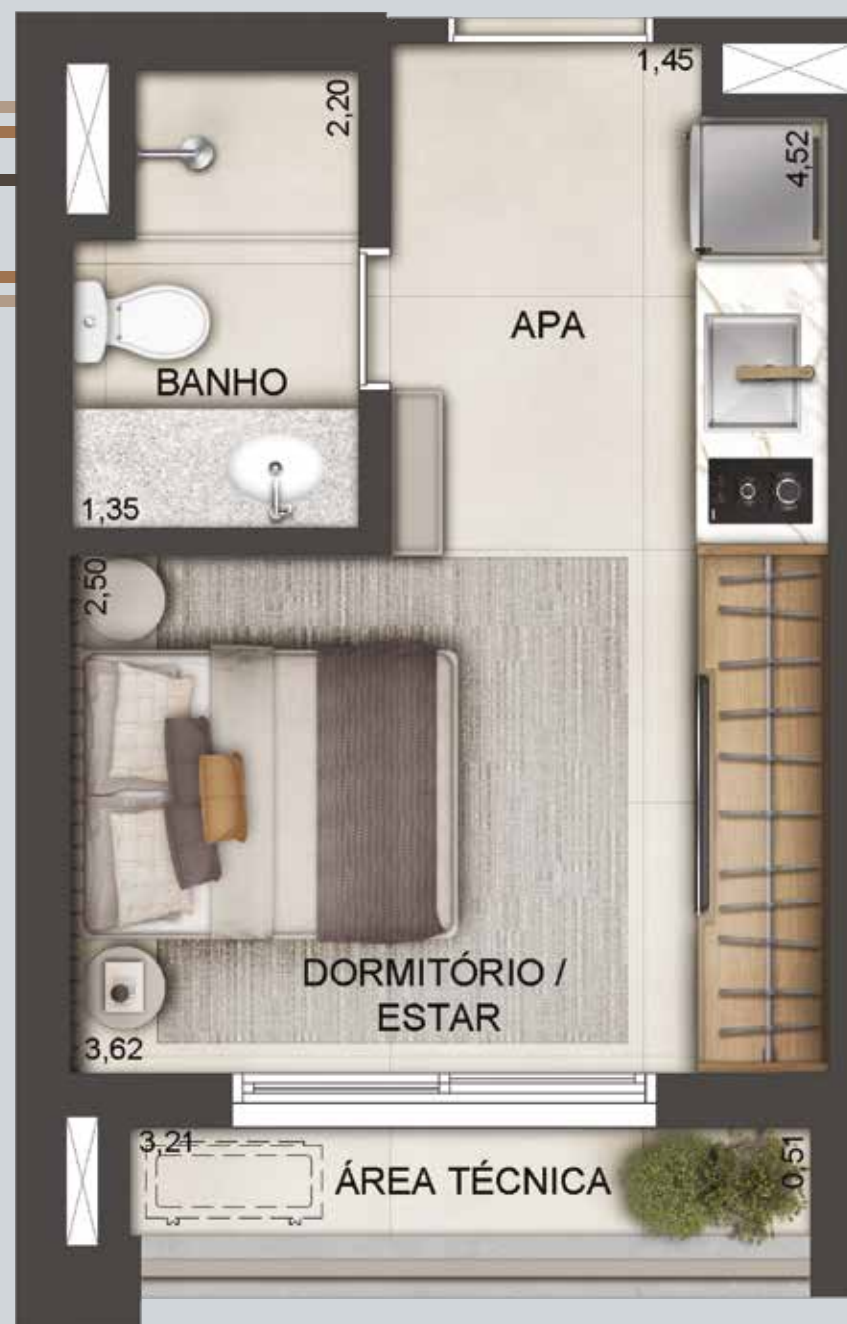 1,45
2,20
4,52
APA
BANHO
1,35
2,50
DORMITÓRIO /
ESTAR
3,62
3,21
ÁREA TÉCNICA
0,51